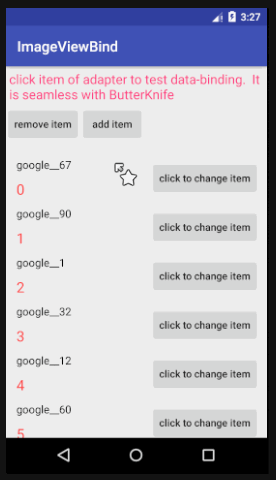 3:27
ImageViewBind
click item of adapter to test data-binding. It
is seamless with ButterKnife
remove item add item
google__67
0
click to change item
google__90
1
click to change item
google__1
2
click to change item
google__32
3
click to change item
google__12
4
click to change item
google__60
5
click to change item